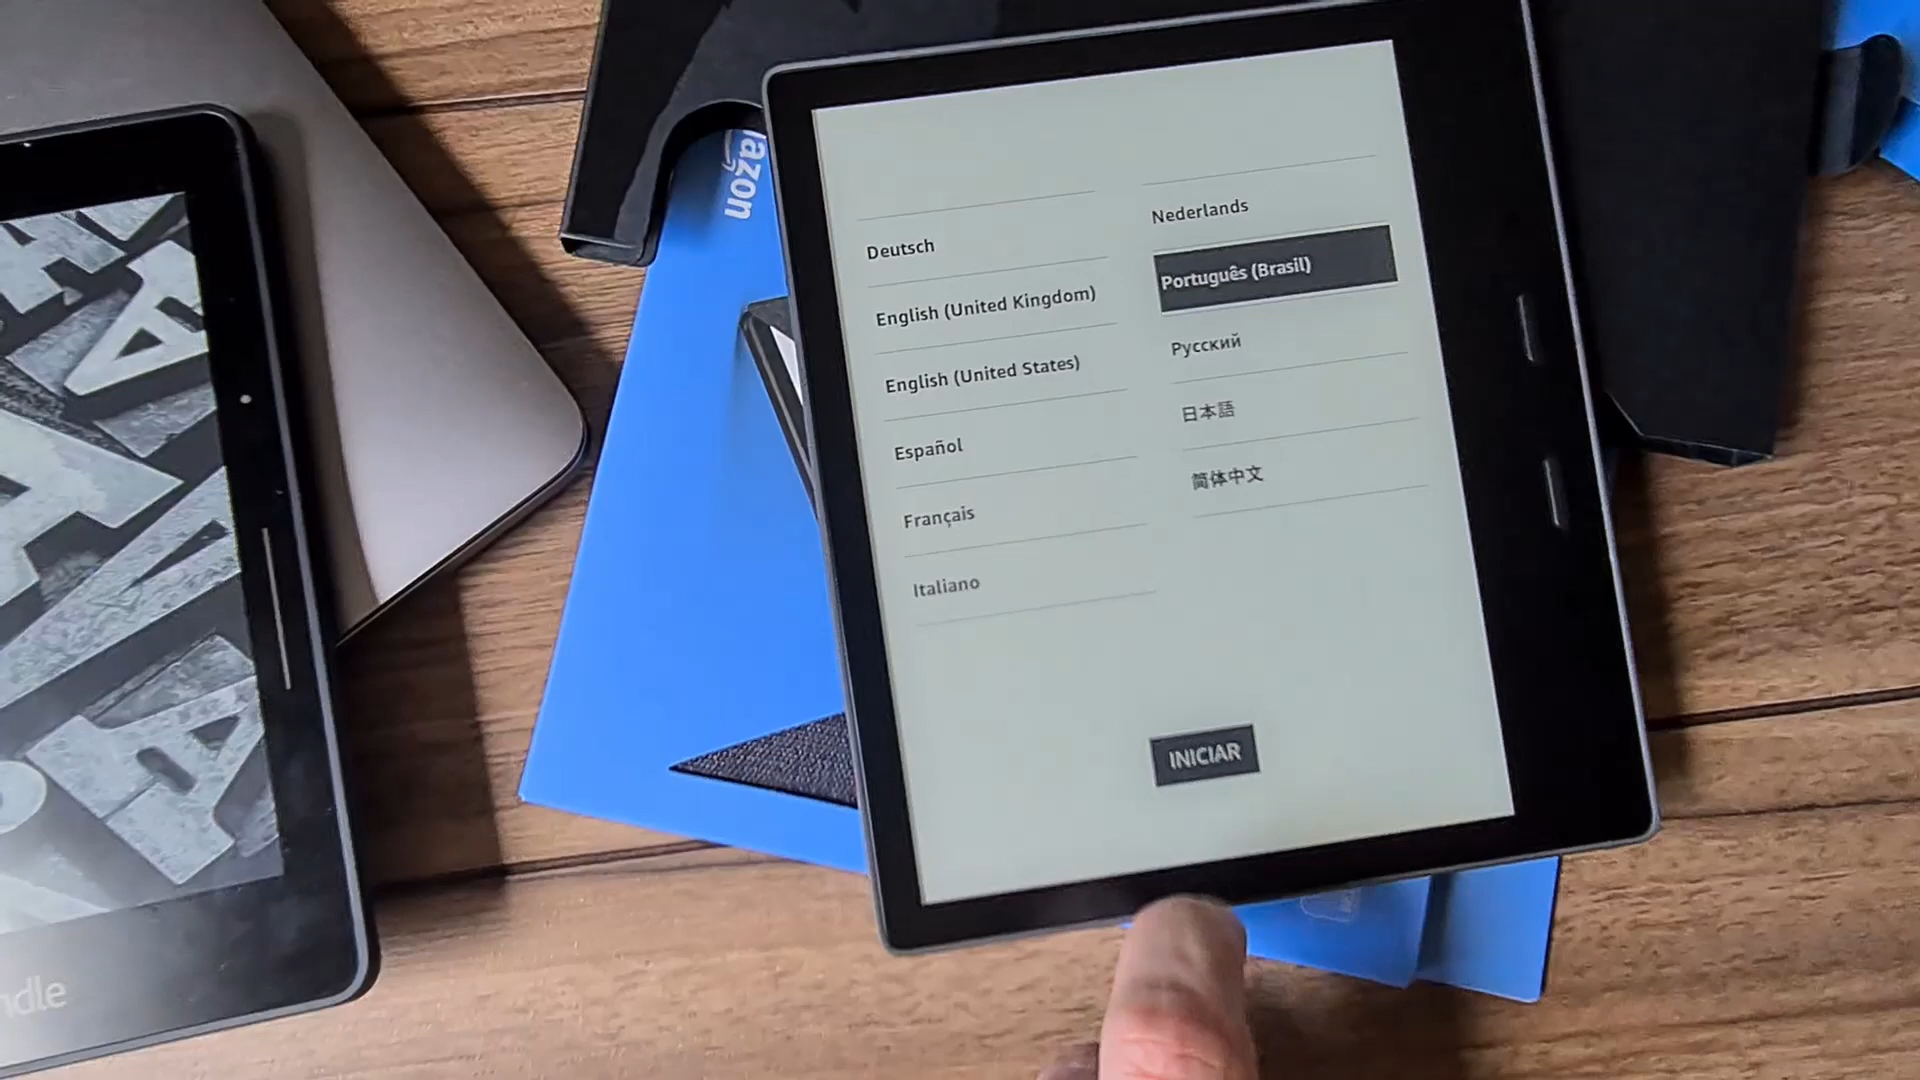 azon
Deutsch
English (United Kingdom)
English (United States)
Español
Français
Italiano
Nederlands
Português (Brasil)
Русский
日本語
简体中文
INICIAR
ndle